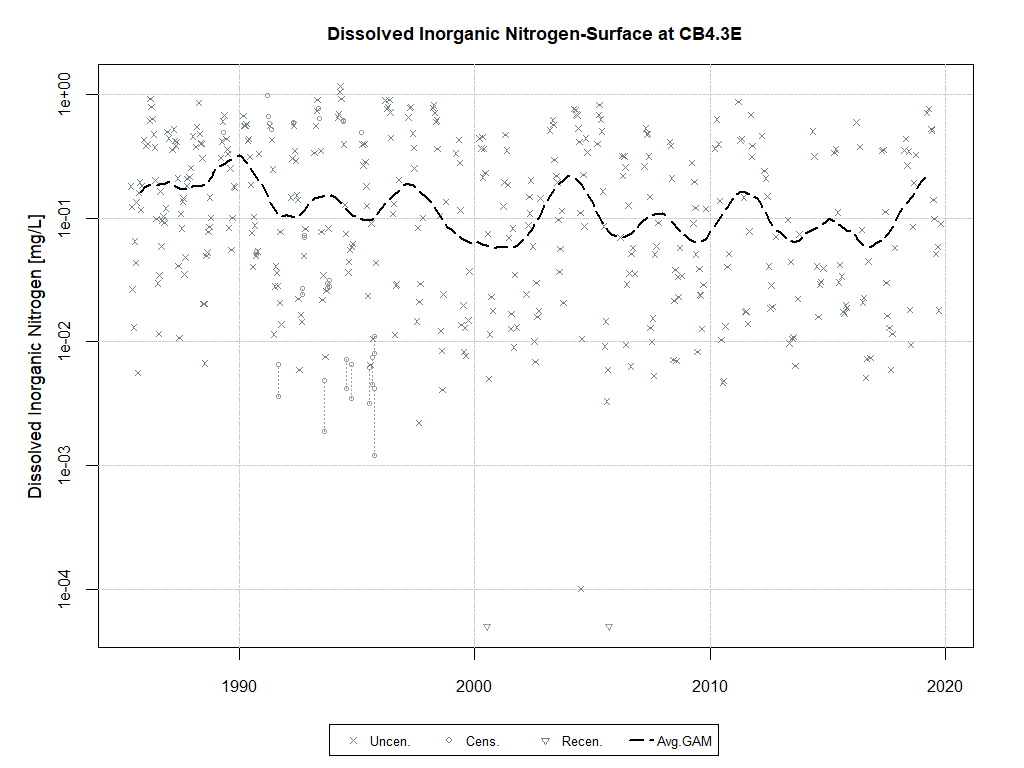 Dissolved Inorganic Nitrogen-Surface at CB4.3E
Dissolved Inorganic Nitrogen [mg/L]
1e+00
1e-01
1e-02
1e-03
1e-04
1990 2000 2010 2020
Uncen. Cens. Recen. Avg.GAM